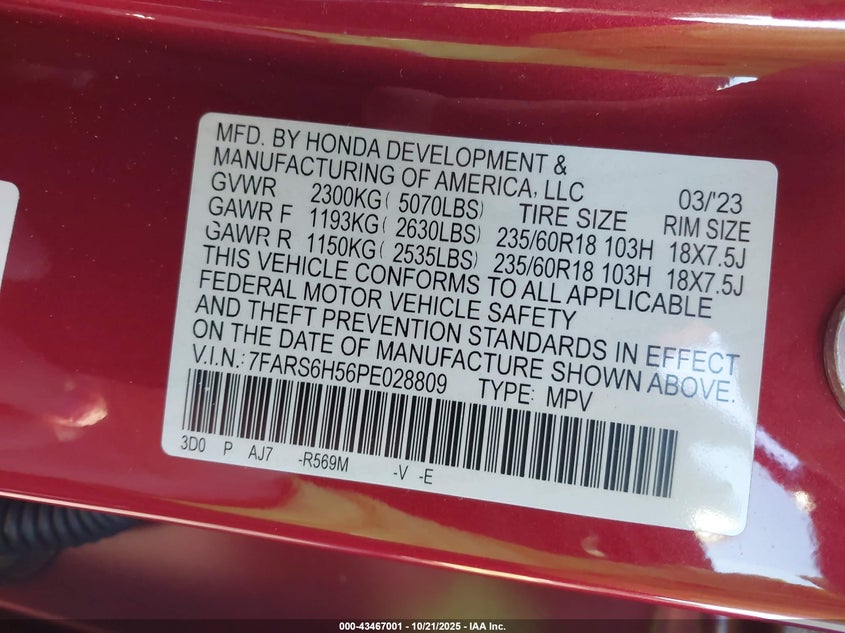 MFD. BY HONDA DEVELOPMENT &
MANUFACTURING OF AMERICA, LLC 03/'23
GVWR 2300KG( 5070LBS) TIRE SIZE RIM SIZE
GAWR F 1193KG( 2630LBS) 235/60R18 103H 18X7.5J
GAWR R 1150KG( 2535LBS) 235/60R18 103H 18X7.5J
THIS VEHICLE CONFORMS TO ALL APPLICABLE
FEDERAL MOTOR VEHICLE SAFETY
AND THEFT PREVENTION STANDARDS IN EFFECT
ON THE DATE OF MANUFACTURE SHOWN ABOVE.
V.I.N.: 7FARS6H56PE028809 TYPE: MPV
3D0 P AJ7 -R569M -V -E
000-43467001 - 10/21/2025 - IAA Inc.